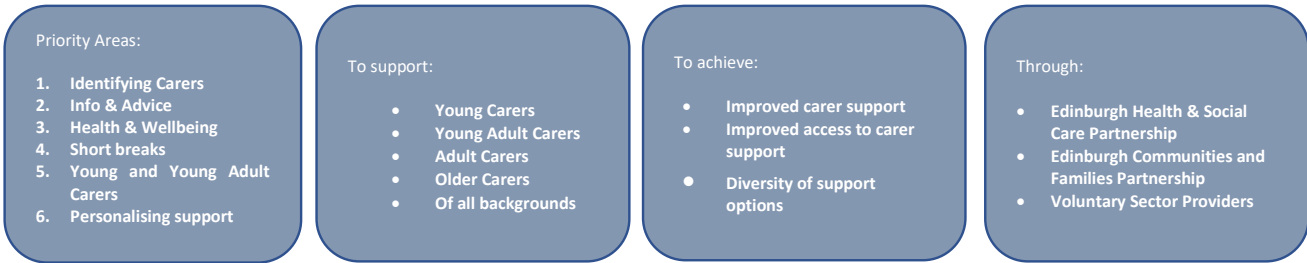 Priority Areas:
1. Identifying Carers
2. Info & Advice
3. Health & Wellbeing
4. Short breaks
5. Young and Young Adult
Carers
6. Personalising support
To support:
• Young Carers
• Young Adult Carers
• Adult Carers
• Older Carers
• Of all backgrounds
To achieve:
• Improved carer support
• Improved access to carer
support
• Diversity of support
options
Through:
• Edinburgh Health & Social
Care Partnership
• Edinburgh Communities and
Families Partnership
• Voluntary Sector Providers